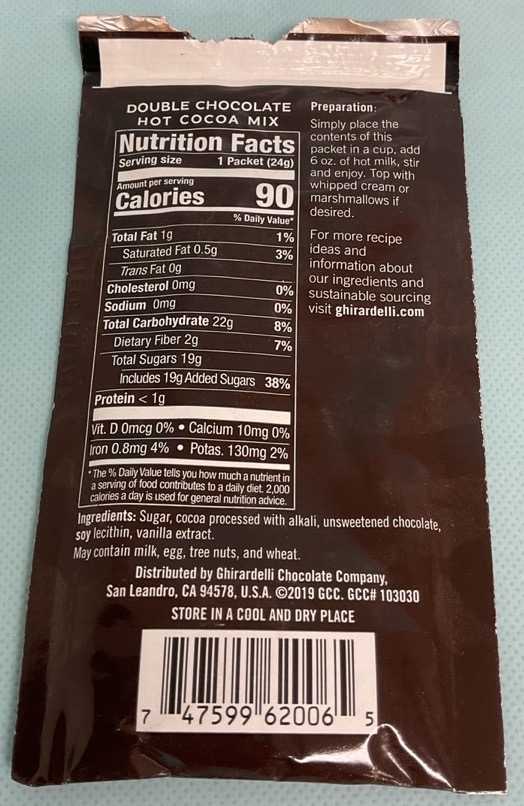 DOUBLE CHOCOLATE
HOT COCOA MIX
Nutrition Facts
Serving size 1 Packet (24g)
Amount per serving
Calories 90
% Daily Value*
Total Fat 1g 1%
Saturated Fat 0.5g 3%
Trans Fat 0g
Cholesterol 0mg 0%
Sodium 0mg 0%
Total Carbohydrate 22g 8%
Dietary Fiber 2g 7%
Total Sugars 19g
Includes 19g Added Sugars 38%
Protein < 1g
Vit. D 0mcg 0% • Calcium 10mg 0%
Iron 0.8mg 4% • Potas. 130mg 2%
* The % Daily Value tells you how much a nutrient in
a serving of food contributes to a daily diet. 2,000
calories a day is used for general nutrition advice.
Preparation:
Simply place the
contents of this
packet in a cup, add
6 oz. of hot milk, stir
and enjoy. Top with
whipped cream or
marshmallows if
desired.
For more recipe
ideas and
information about
our ingredients and
sustainable sourcing
visit ghirardelli.com
Ingredients: Sugar, cocoa processed with alkali, unsweetened chocolate,
soy lecithin, vanilla extract.
May contain milk, egg, tree nuts, and wheat.
Distributed by Ghirardelli Chocolate Company,
San Leandro, CA 94578, U.S.A. ©2019 GCC. GCC# 103030
STORE IN A COOL AND DRY PLACE
7 47599 62006 5